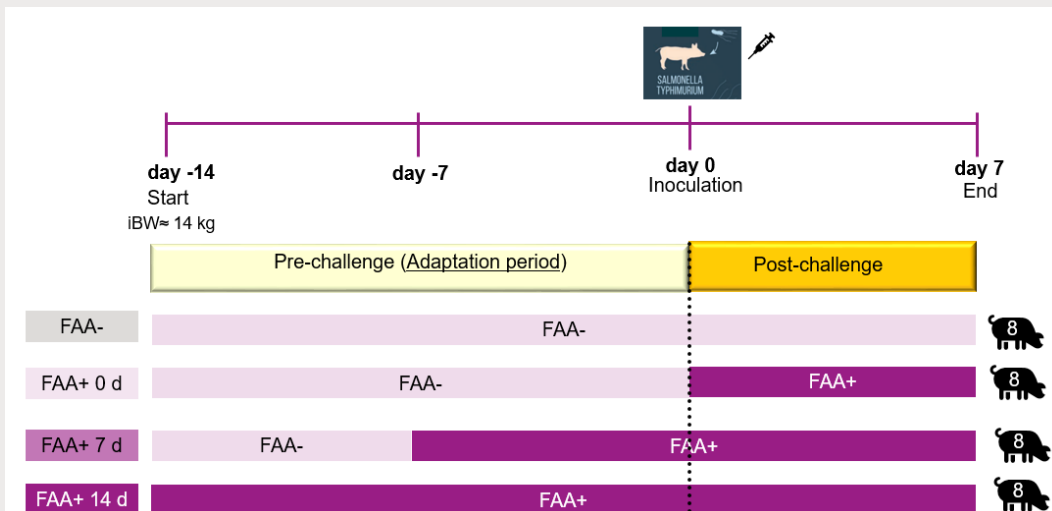 SALMONELLA
TYPHIMURIUM
day -14
Start
iBW≈ 14 kg
day -7
day 0
Inoculation
day 7
End
Pre-challenge (Adaptation period)
Post-challenge
FAA-
FAA-
8
FAA+ 0 d
FAA-
FAA+
8
FAA+ 7 d
FAA-
FAA+
8
FAA+ 14 d
FAA+
8